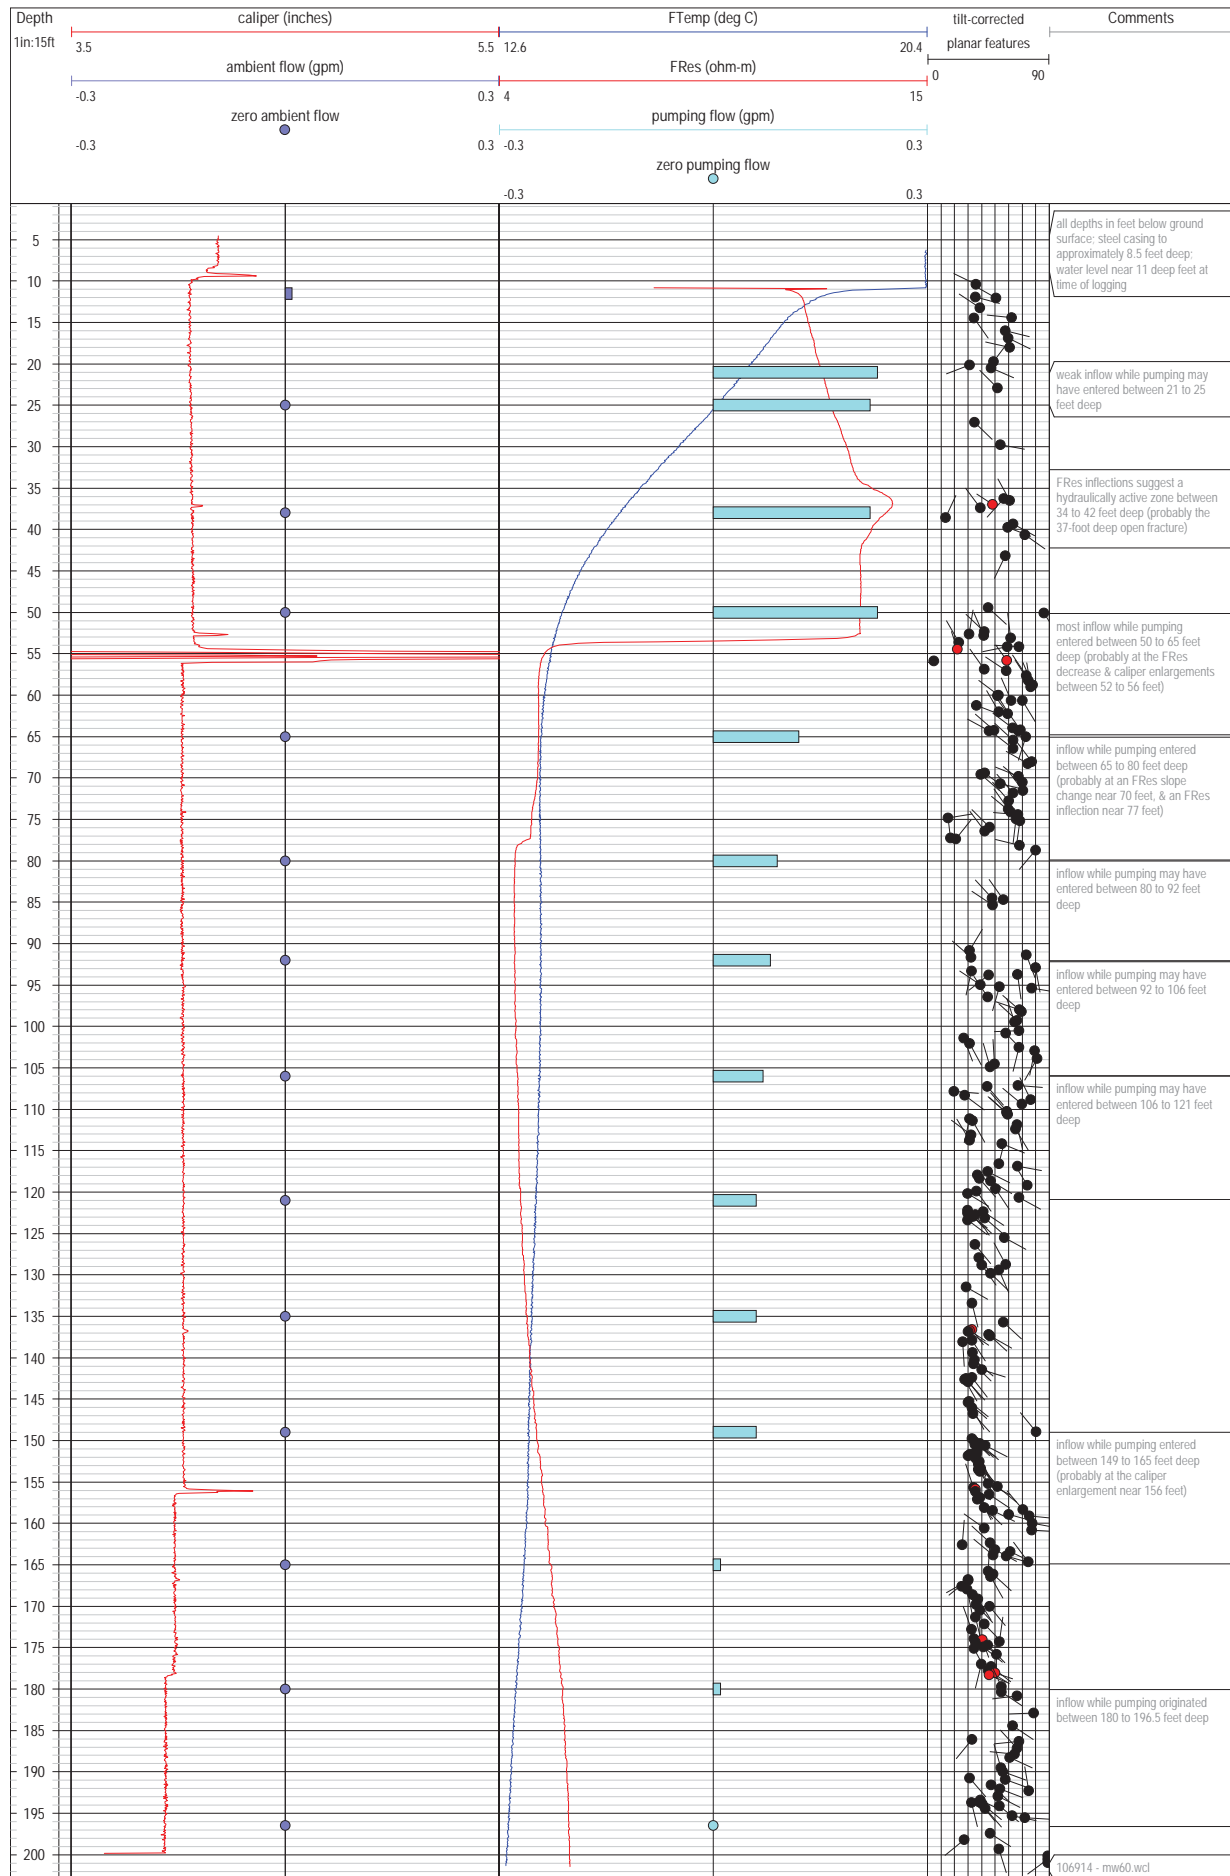 Depth
caliper (inches)
FTemp (deg C)
tilt-corrected
Comments
1in:15ft
3.5
5.5
12.6
20.4
planar features
ambient flow (gpm)
FRes (ohm-m)
0
90
-0.3
0.3
4
15
zero ambient flow
pumping flow (gpm)
-0.3
0.3
-0.3
0.3
zero pumping flow
-0.3
0.3
all depths in feet below ground
surface; steel casing to
approximately 8.5 feet deep;
water level near 11 deep feet at
time of logging
5
10
15
20
weak inflow while pumping may
have entered between 21 to 25
feet deep
25
30
35
FRes inflections suggest a
hydraulically active zone between
34 to 42 feet deep (probably the
37-foot deep open fracture)
40
45
50
most inflow while pumping
entered between 50 to 65 feet
deep (probably at the FRes
decrease & caliper enlargements
between 52 to 56 feet)
55
60
65
inflow while pumping entered
between 65 to 80 feet deep
(probably at an FRes slope
change near 70 feet, & an FRes
inflection near 77 feet)
70
75
80
inflow while pumping may have
entered between 80 to 92 feet
deep
85
90
inflow while pumping may have
entered between 92 to 106 feet
deep
95
100
105
inflow while pumping may have
entered between 106 to 121 feet
deep
110
115
120
125
130
135
140
145
150
inflow while pumping entered
between 149 to 165 feet deep
(probably at the caliper
enlargement near 156 feet)
155
160
165
170
175
180
inflow while pumping originated
between 180 to 196.5 feet deep
185
190
195
200
106914 - mw60.wcl